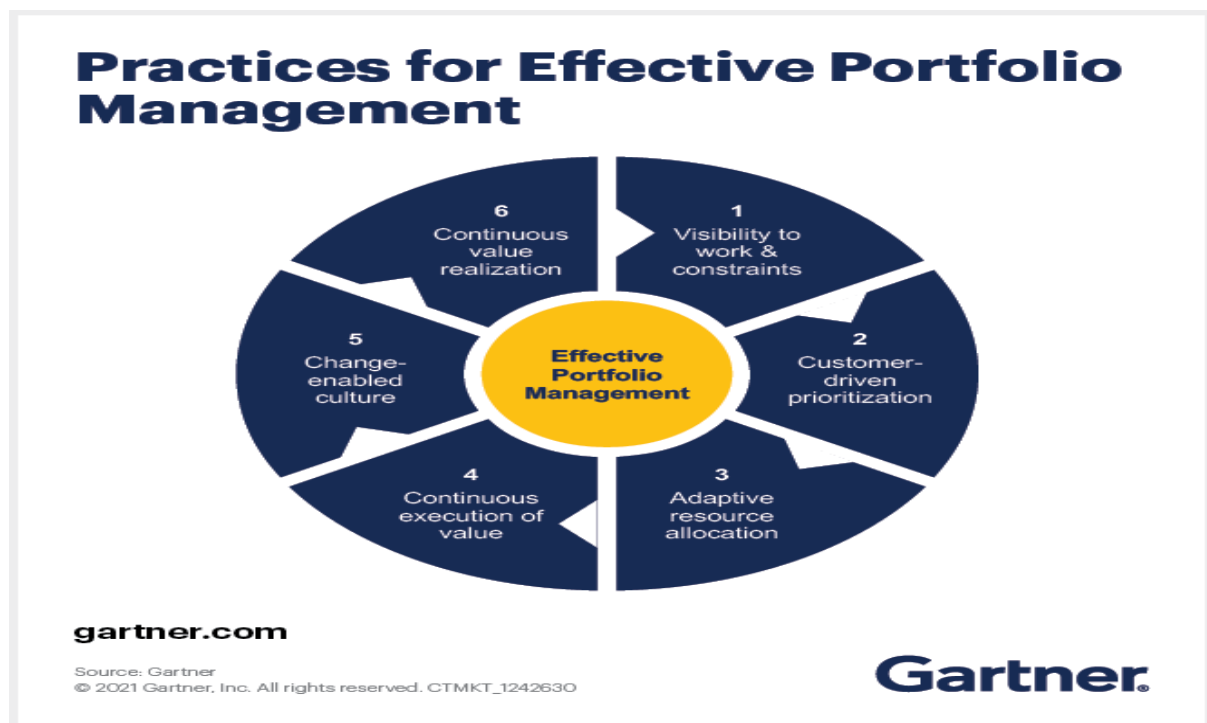 Practices for Effective Portfolio
Management
1
Visibility to
work &
constraints
2
Customer-
driven
prioritization
3
Adaptive
resource
allocation
4
Continuous
execution of
value
5
Change-
enabled
culture
6
Continuous
value
realization
Effective
Portfolio
Management
gartner.com
Source: Gartner
© 2021 Gartner, Inc. All rights reserved. CTMKT_1242630
Gartner®